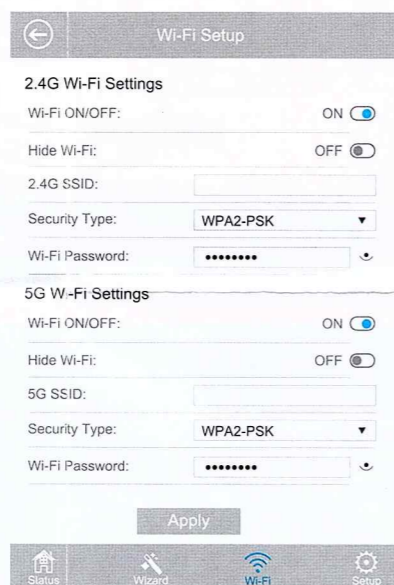 Wi-Fi Setup
2.4G Wi-Fi Settings
Wi-Fi ON/OFF: ON
Hide Wi-Fi: OFF
2.4G SSID:
Security Type: WPA2-PSK
Wi-Fi Password: ••••••••
5G Wi-Fi Settings
Wi-Fi ON/OFF: ON
Hide Wi-Fi: OFF
5G SSID:
Security Type: WPA2-PSK
Wi-Fi Password: ••••••••
Apply
Status Wizard Wi-Fi Setup